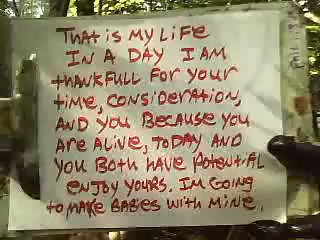 THAT iS MY LiFE
IN A DAY I AM
tHANKFULL FOR YOUR
tiME, CONSiDERAtiON,
AND YOU BECAUSE YOU
ARE ALIVE, TODAY AND
YOU BOTH HAVE POTENtiAL
ENJOY YOURS. IM GOING
to MAKE BABIES WITH MINE.